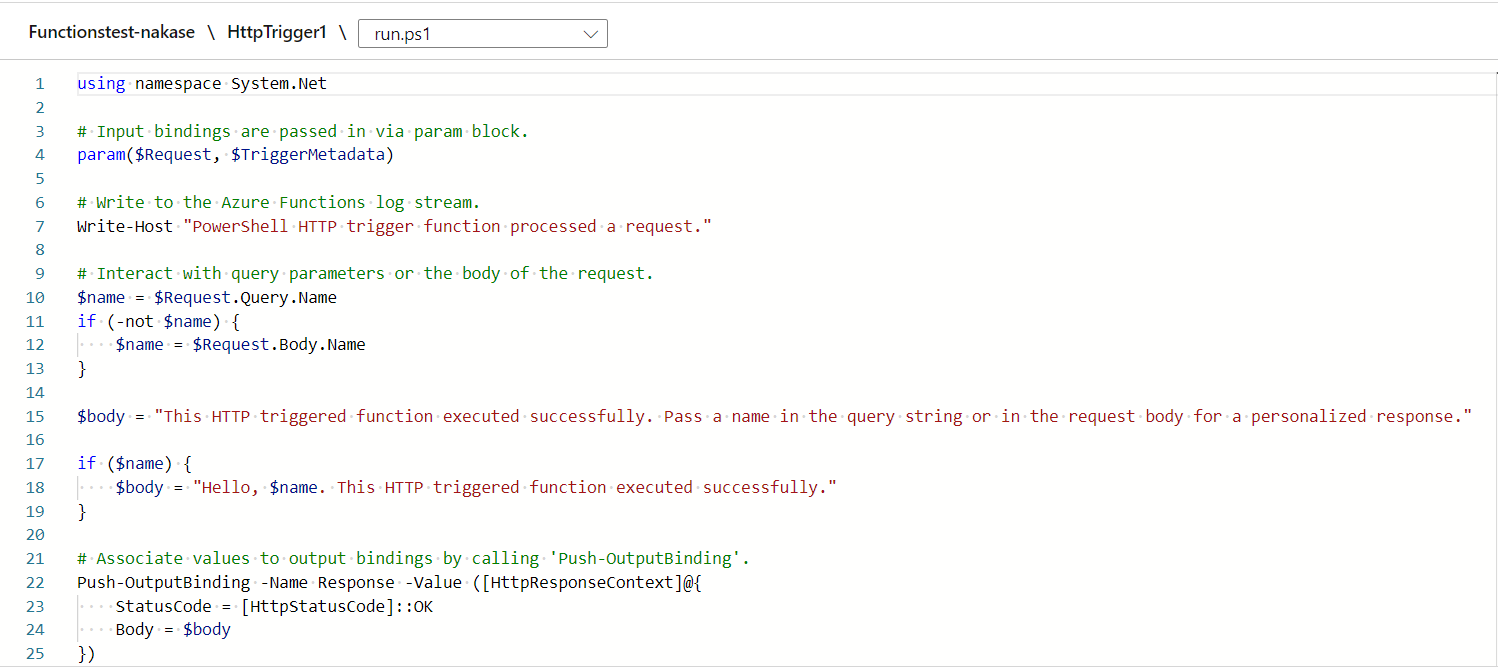 Functionstest-nakase \ HttpTrigger1 \ run.ps1
1 using namespace System.Net
2
3 # Input bindings are passed in via param block.
4 param($Request, $TriggerMetadata)
5
6 # Write to the Azure Functions log stream.
7 Write-Host "PowerShell HTTP trigger function processed a request."
8
9 # Interact with query parameters or the body of the request.
10 $name = $Request.Query.Name
11 if (-not $name) {
12     $name = $Request.Body.Name
13 }
14
15 $body = "This HTTP triggered function executed successfully. Pass a name in the query string or in the request body for a personalized response."
16
17 if ($name) {
18     $body = "Hello, $name. This HTTP triggered function executed successfully."
19 }
20
21 # Associate values to output bindings by calling 'Push-OutputBinding'.
22 Push-OutputBinding -Name Response -Value ([HttpResponseContext]@{
23     StatusCode = [HttpStatusCode]::OK
24     Body = $body
25 })